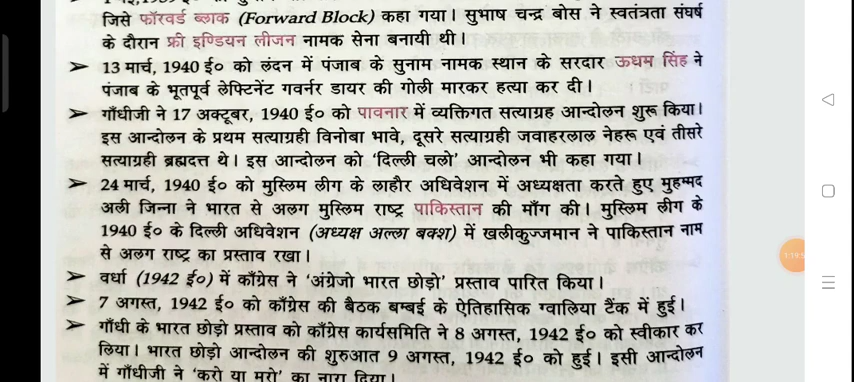 जिसे फॉरवर्ड ब्लाक (Forward Block) कहा गया। सुभाष चन्द्र बोस ने स्वतंत्रता संघर्ष
के दौरान फ्री इण्डियन लीजन नामक सेना बनायी थी।
➢ 13 मार्च, 1940 ई० को लंदन में पंजाब के सुनाम नामक स्थान के सरदार ऊधम सिंह ने
पंजाब के भूतपूर्व लेफ्टिनेंट गवर्नर डायर की गोली मारकर हत्या कर दी।
➢ गाँधीजी ने 17 अक्टूबर, 1940 ई० को पावनार में व्यक्तिगत सत्याग्रह आन्दोलन शुरू किया।
इस आन्दोलन के प्रथम सत्याग्रही विनोबा भावे, दूसरे सत्याग्रही जवाहरलाल नेहरू एवं तीसरे
सत्याग्रही ब्रह्मदत्त थे। इस आन्दोलन को ‘दिल्ली चलो’ आन्दोलन भी कहा गया।
➢ 24 मार्च, 1940 ई० को मुस्लिम लीग के लाहौर अधिवेशन में अध्यक्षता करते हुए मुहम्मद
अली जिन्ना ने भारत से अलग मुस्लिम राष्ट्र पाकिस्तान की माँग की। मुस्लिम लीग के
1940 ई० के दिल्ली अधिवेशन (अध्यक्ष अल्ला बक्श) में खलीकुज्जमान ने पाकिस्तान नाम
से अलग राष्ट्र का प्रस्ताव रखा।
➢ वर्धा (1942 ई०) में काँग्रेस ने ‘अंग्रेजो भारत छोड़ो’ प्रस्ताव पारित किया।
➢ 7 अगस्त, 1942 ई० को काँग्रेस की बैठक बम्बई के ऐतिहासिक ग्वालिया टैंक में हुई।
➢ गाँधी के भारत छोड़ो प्रस्ताव को काँग्रेस कार्यसमिति ने 8 अगस्त, 1942 ई० को स्वीकार कर
लिया। भारत छोड़ो आन्दोलन की शुरुआत 9 अगस्त, 1942 ई० को हुई। इसी आन्दोलन
में गाँधीजी ने ‘करो या मरो’ का नारा दिया।